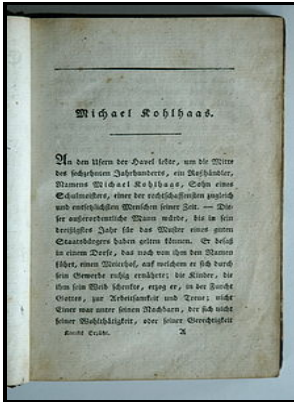 Michael Kohlhaas.
An den Ufern der Havel lebte, um die Mitte
des sechzehnten Jahrhunderts, ein Roßhändler,
Namens Michael Kohlhaas, Sohn eines
Schulmeisters, einer der rechtschaffensten zugleich
und entsetzlichsten Menschen seiner Zeit. — Die-
ser außerordentliche Mann würde, bis in sein
dreißigstes Jahr für das Muster eines guten
Staatsbürgers haben gelten können. Er besaß
in einem Dorfe, das noch von ihm den Namen
führt, einen Meierhof, auf welchem er sich durch
sein Gewerbe ruhig ernährte; die Kinder, die
ihm sein Weib schenkte, erzog er, in der Furcht
Gottes, zur Arbeitsamkeit und Treue; nicht
Einer war unter seinen Nachbarn, der sich nicht
seiner Wohlthätigkeit, oder seiner Gerechtigkeit
Kleists Erzähl. A